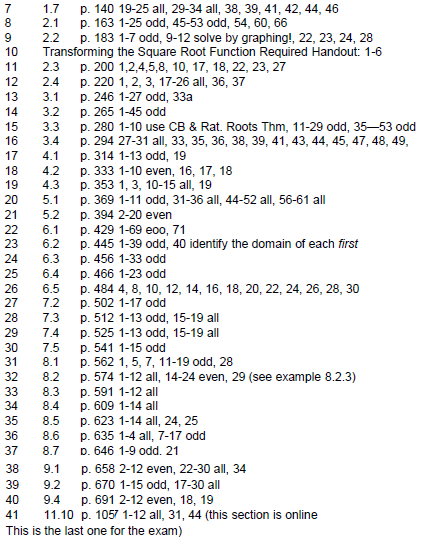 7 1.7 p. 140 19-25 all, 29-34 all, 38, 39, 41, 42, 44, 46
8 2.1 p. 163 1-25 odd, 45-53 odd, 54, 60, 66
9 2.2 p. 183 1-7 odd, 9-12 solve by graphing!, 22, 23, 24, 28
10 Transforming the Square Root Function Required Handout: 1-6
11 2.3 p. 200 1,2,4,5,8, 10, 17, 18, 22, 23, 27
12 2.4 p. 220 1, 2, 3, 17-26 all, 36, 37
13 3.1 p. 246 1-27 odd, 33a
14 3.2 p. 265 1-45 odd
15 3.3 p. 280 1-10 use CB & Rat. Roots Thm, 11-29 odd, 35—53 odd
16 3.4 p. 294 27-31 all, 33, 35, 36, 38, 39, 41, 43, 44, 45, 47, 48, 49,
17 4.1 p. 314 1-13 odd, 19
18 4.2 p. 333 1-10 even, 16, 17, 18
19 4.3 p. 353 1, 3, 10-15 all, 19
20 5.1 p. 369 1-11 odd, 31-36 all, 44-52 all, 56-61 all
21 5.2 p. 394 2-20 even
22 6.1 p. 429 1-69 eoo, 71
23 6.2 p. 445 1-39 odd, 40 identify the domain of each first
24 6.3 p. 456 1-33 odd
25 6.4 p. 466 1-23 odd
26 6.5 p. 484 4, 8, 10, 12, 14, 16, 18, 20, 22, 24, 26, 28, 30
27 7.2 p. 502 1-17 odd
28 7.3 p. 512 1-13 odd, 15-19 all
29 7.4 p. 525 1-13 odd, 15-19 all
30 7.5 p. 541 1-15 odd
31 8.1 p. 562 1, 5, 7, 11-19 odd, 28
32 8.2 p. 574 1-12 all, 14-24 even, 29 (see example 8.2.3)
33 8.3 p. 591 1-12 all
34 8.4 p. 609 1-14 all
35 8.5 p. 623 1-14 all, 24, 25
36 8.6 p. 635 1-4 all, 7-17 odd
37 8.7 p. 646 1-9 odd. 21
38 9.1 p. 658 2-12 even, 22-30 all, 34
39 9.2 p. 670 1-15 odd, 17-30 all
40 9.4 p. 691 2-12 even, 18, 19
41 11.10 p. 1057 1-12 all, 31, 44 (this section is online
This is the last one for the exam)